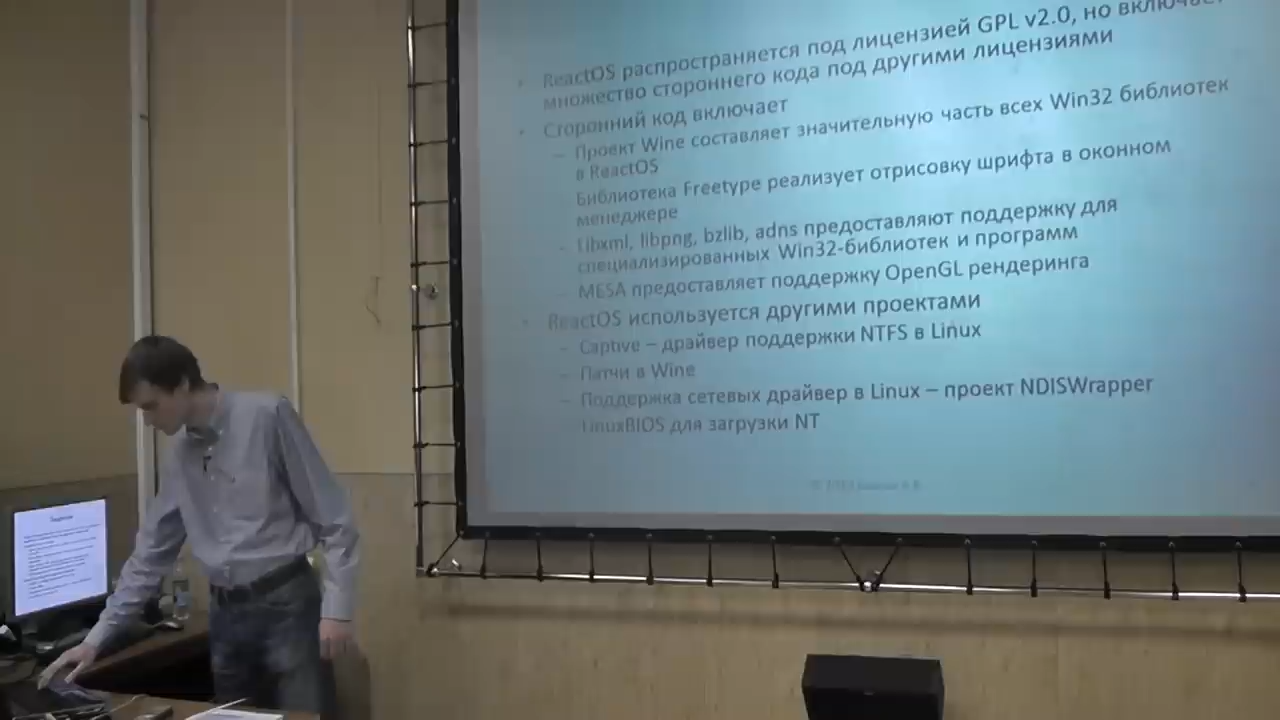 ReactOS распространяется под лицензией GPL v2.0, но включает
множество стороннего кода под другими лицензиями
Сторонний код включает
– Проект Wine составляет значительную часть всех Win32 библиотек
в ReactOS
Библиотека Freetype реализует отрисовку шрифта в оконном
менеджере
– Libxml, libpng, bzlib, adns предоставляют поддержку для
специализированных Win32-библиотек и программ
– MESA предоставляет поддержку OpenGL рендеринга
ReactOS используется другими проектами
– Captive – драйвер поддержки NTFS в Linux
– Патчи в Wine
– Поддержка сетевых драйвер в Linux – проект NDISWrapper
LinuxBIOS для загрузки NT